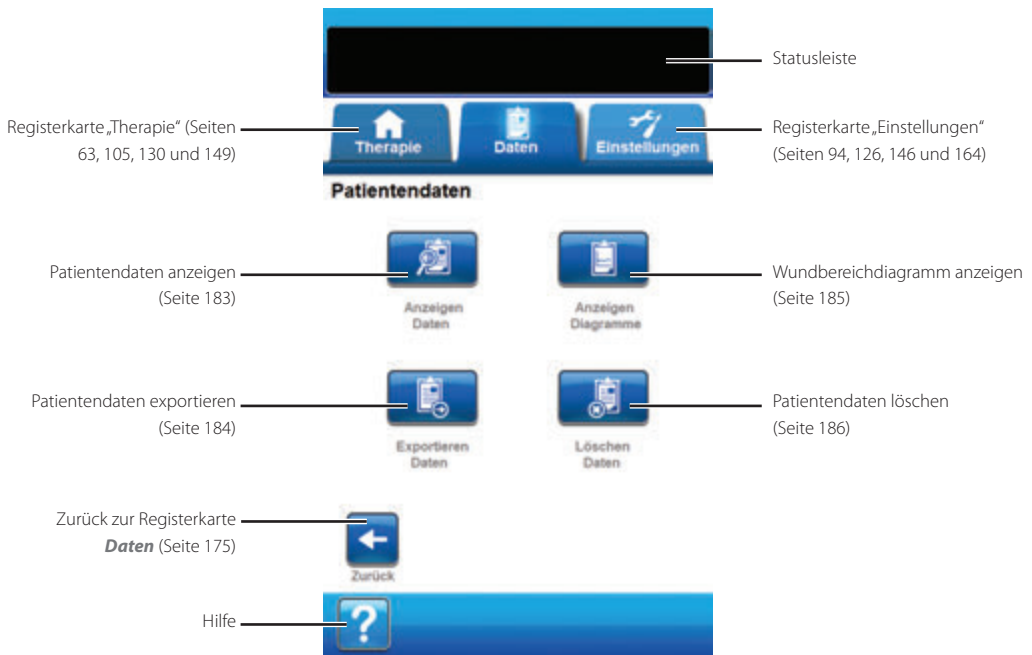 Statusleiste
Registerkarte „Therapie“ (Seiten
63, 105, 130 und 149)
Therapie
Daten
Einstellungen
Registerkarte „Einstellungen“
(Seiten 94, 126, 146 und 164)
Patientendaten
Patientendaten anzeigen
(Seite 183)
Anzeigen
Daten
Anzeigen
Diagramme
Wundbereichdiagramm anzeigen
(Seite 185)
Patientendaten exportieren
(Seite 184)
Exportieren
Daten
Löschen
Daten
Patientendaten löschen
(Seite 186)
Zurück zur Registerkarte
Daten (Seite 175)
Zurück
Hilfe
?